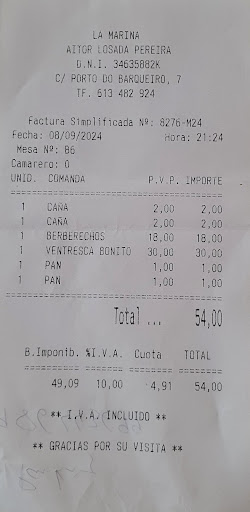 LA MARINA
AITOR LOSADA PEREIRA
D.N.I. 34635882K
C/ PORTO DO BARQUEIRO, 7
TF. 613 482 924
Factura Simplificada Nº: 8276-M24
Fecha: 08/09/2024 Hora: 21:24
Mesa Nº: 86
Camarero: 0
UNID. COMANDA P.V.P. IMPORTE
1 CAÑA 2,00 2,00
1 CAÑA 2,00 2,00
1 BERBERECHOS 18,00 18,00
1 VENTRESCA BONITO 30,00 30,00
1 PAN 1,00 1,00
1 PAN 1,00 1,00
Total ... 54,00
B.Imponib. %I.V.A. Cuota TOTAL
49,09 10,00 4,91 54,00
** I.V.A. INCLUIDO **
** GRACIAS POR SU VISITA **